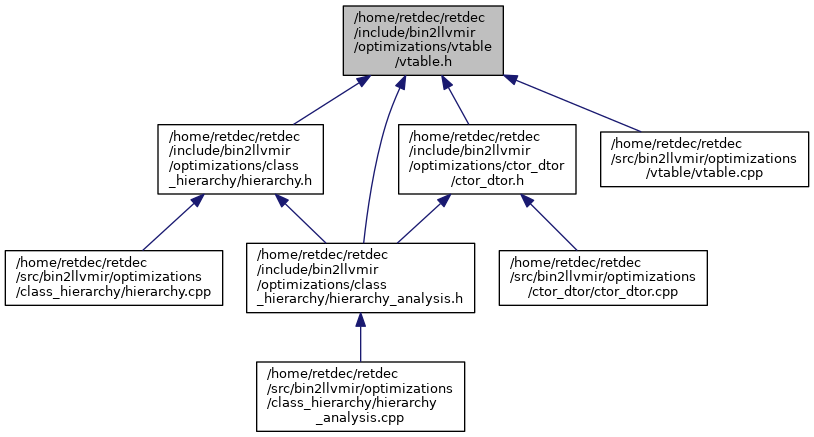 /home/retdec/retdec
/include/bin2llvmir
/optimizations/vtable
/vtable.h
/home/retdec/retdec
/include/bin2llvmir
/optimizations/class
_hierarchy/hierarchy.h
/home/retdec/retdec
/include/bin2llvmir
/optimizations/ctor_dtor
/ctor_dtor.h
/home/retdec/retdec
/src/bin2llvmir/optimizations
/vtable/vtable.cpp
/home/retdec/retdec
/src/bin2llvmir/optimizations
/class_hierarchy/hierarchy.cpp
/home/retdec/retdec
/include/bin2llvmir
/optimizations/class
_hierarchy/hierarchy_analysis.h
/home/retdec/retdec
/src/bin2llvmir/optimizations
/ctor_dtor/ctor_dtor.cpp
/home/retdec/retdec
/src/bin2llvmir/optimizations
/class_hierarchy/hierarchy
_analysis.cpp